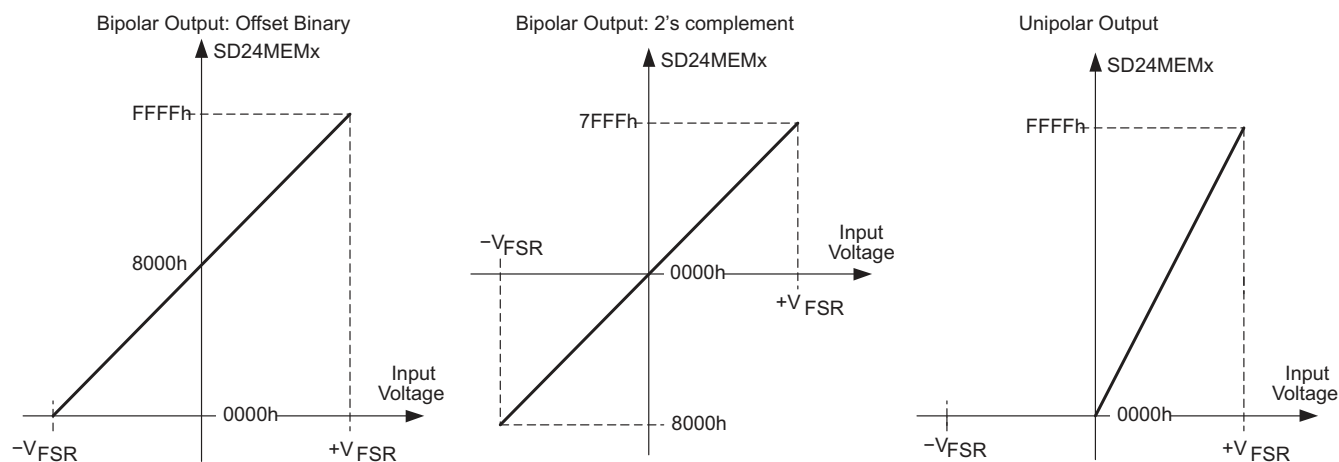 Bipolar Output: Offset Binary
SD24MEMx
FFFFh
8000h
Input
Voltage
0000h
−VFSR
+VFSR
Bipolar Output: 2's complement
SD24MEMx
7FFFh
−VFSR
Input
Voltage
0000h
+VFSR
8000h
Unipolar Output
SD24MEMx
FFFFh
Input
Voltage
0000h
−VFSR
+VFSR